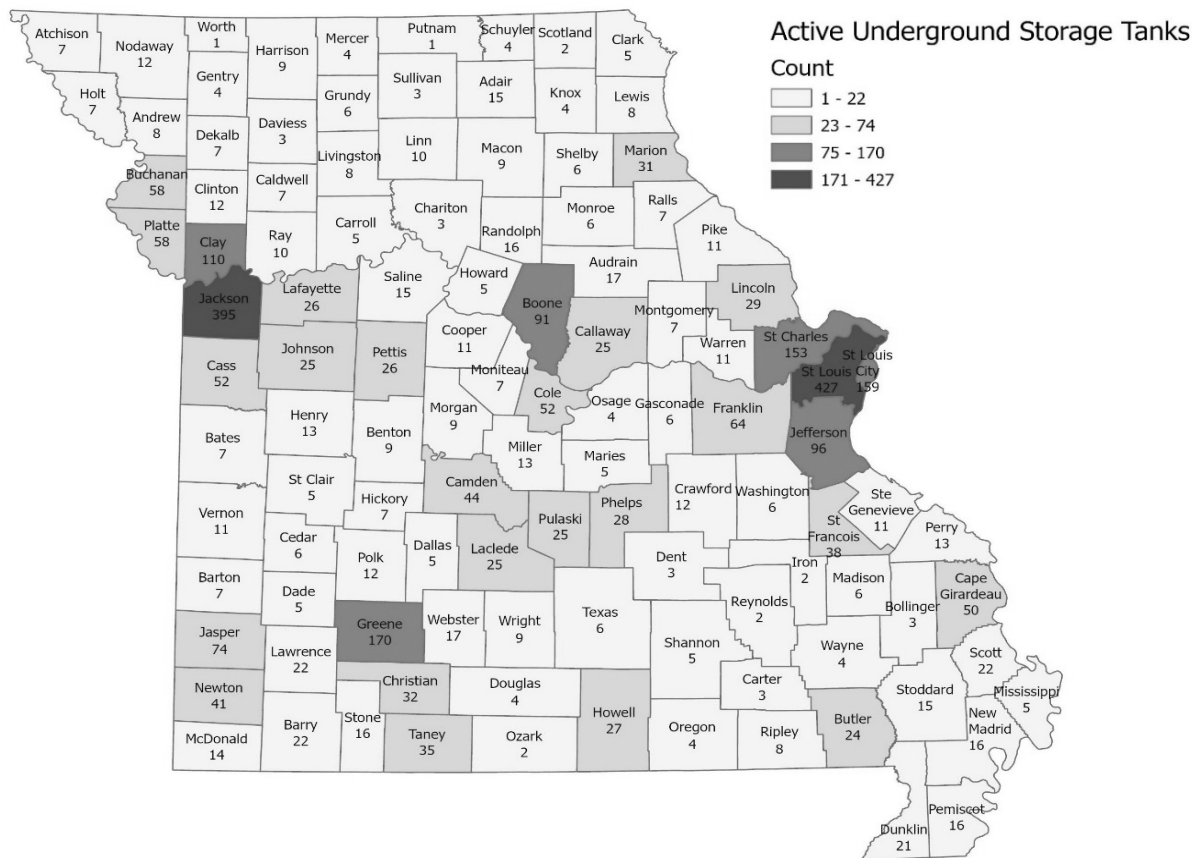 Active Underground Storage Tanks
Count
1 - 22
23 - 74
75 - 170
171 - 427
Atchison
7
Nodaway
12
Worth
1
Harrison
9
Mercer
4
Putnam
1
Schuyler
4
Scotland
2
Clark
5
Holt
7
Gentry
4
Sullivan
3
Adair
15
Knox
4
Lewis
8
Andrew
8
Dekalb
7
Daviess
3
Grundy
6
Linn
10
Macon
9
Shelby
6
Marion
31
Livingston
8
Buchanan
58
Clinton
12
Caldwell
7
Chariton
3
Monroe
6
Ralls
7
Platte
58
Clay
110
Ray
10
Carroll
5
Randolph
16
Pike
11
Audrain
17
Jackson
395
Lafayette
26
Saline
15
Howard
5
Boone
91
Callaway
25
Montgomery
7
Lincoln
29
Cass
52
Johnson
25
Pettis
26
Cooper
11
Moniteau
7
Cole
52
Warren
11
St Charles
153
St Louis
427
St Louis
City
159
Henry
13
Benton
9
Morgan
9
Miller
13
Osage
4
Gasconade
6
Franklin
64
Jefferson
96
Bates
7
Maries
5
St Clair
5
Hickory
7
Camden
44
Pulaski
25
Phelps
28
Crawford
12
Washington
6
Ste
Genevieve
11
St
Francois
38
Perry
13
Vernon
11
Cedar
6
Polk
12
Dallas
5
Laclede
25
Dent
3
Iron
2
Madison
6
Bollinger
3
Cape
Girardeau
50
Barton
7
Dade
5
Greene
170
Webster
17
Wright
9
Texas
6
Shannon
5
Reynolds
2
Wayne
4
Scott
22
Jasper
74
Lawrence
22
Christian
32
Douglas
4
Carter
3
Stoddard
15
Mississippi
5
Newton
41
Barry
22
Stone
16
Taney
35
Ozark
2
Howell
27
Oregon
4
Ripley
8
Butler
24
New
Madrid
16
McDonald
14
Dunklin
21
Pemiscot
16